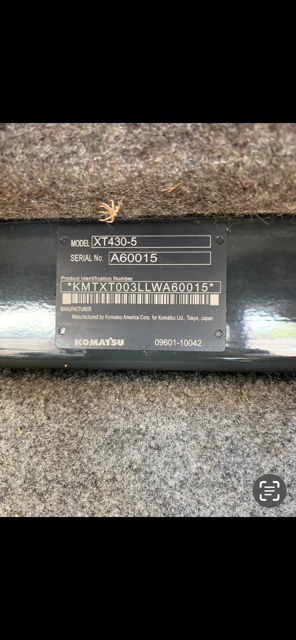 MODEL XT430-5
SERIAL No. A60015
Product Identification Number
*KMTXT003LLWA60015*
MANUFACTURER
Manufactured by Komatsu America Corp. for Komatsu Ltd., Tokyo, Japan
KOMATSU 09601-10042